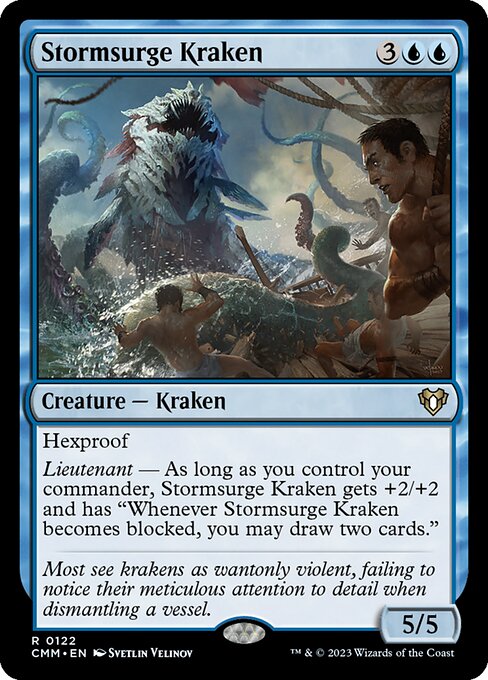 Stormsurge Kraken 3
Creature — Kraken
Hexproof
Lieutenant — As long as you control your
commander, Stormsurge Kraken gets +2/+2
and has “Whenever Stormsurge Kraken
becomes blocked, you may draw two cards.”
Most see krakens as wantonly violent, failing to
notice their meticulous attention to detail when
dismantling a vessel.
5/5
R 0122
CMM • EN Svetlin Velinov
™ & © 2023 Wizards of the Coast